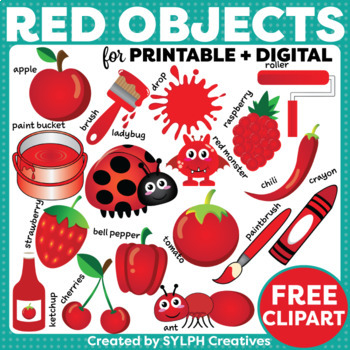 RED OBJECTS
for PRINTABLE + DIGITAL
apple
brush
drop
roller
ladybug
raspberry
paint bucket
red monster
chili
crayon
strawberry
bell pepper
tomato
paintbrush
ketchup
cherries
ant
FREE
CLIPART
Created by SYLPH Creatives